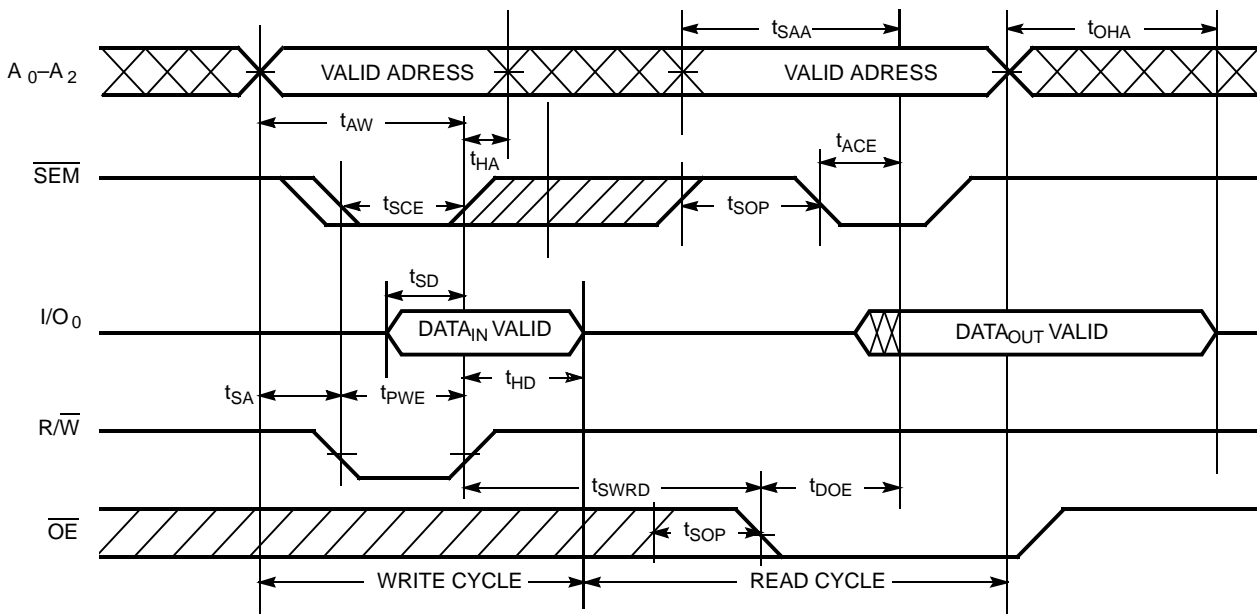 tSAA
tOHA
A0–A2
VALID ADRESS
VALID ADRESS
tAW
tHA
tACE
SEM
tSCE
tSOP
tSD
I/O0
DATAIN VALID
DATAOUT VALID
tSA
tPWE
tHD
R/W
tSWRD
tDOE
OE
tSOP
WRITE CYCLE
READ CYCLE